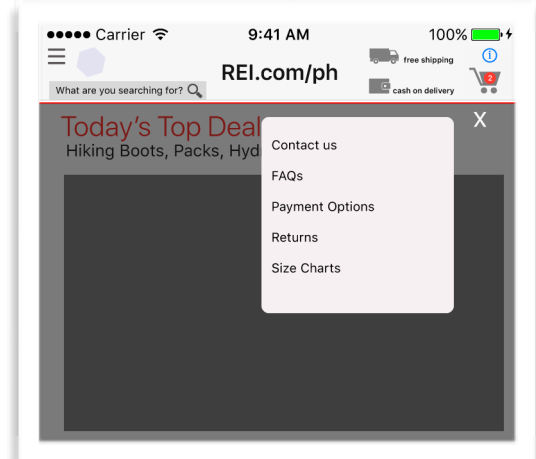 Carrier 9:41 AM 100%
free shipping i
REI.com/ph 2
What are you searching for? cash on delivery
Today's Top Deal X
Hiking Boots, Packs, Hyd
Contact us
FAQs
Payment Options
Returns
Size Charts